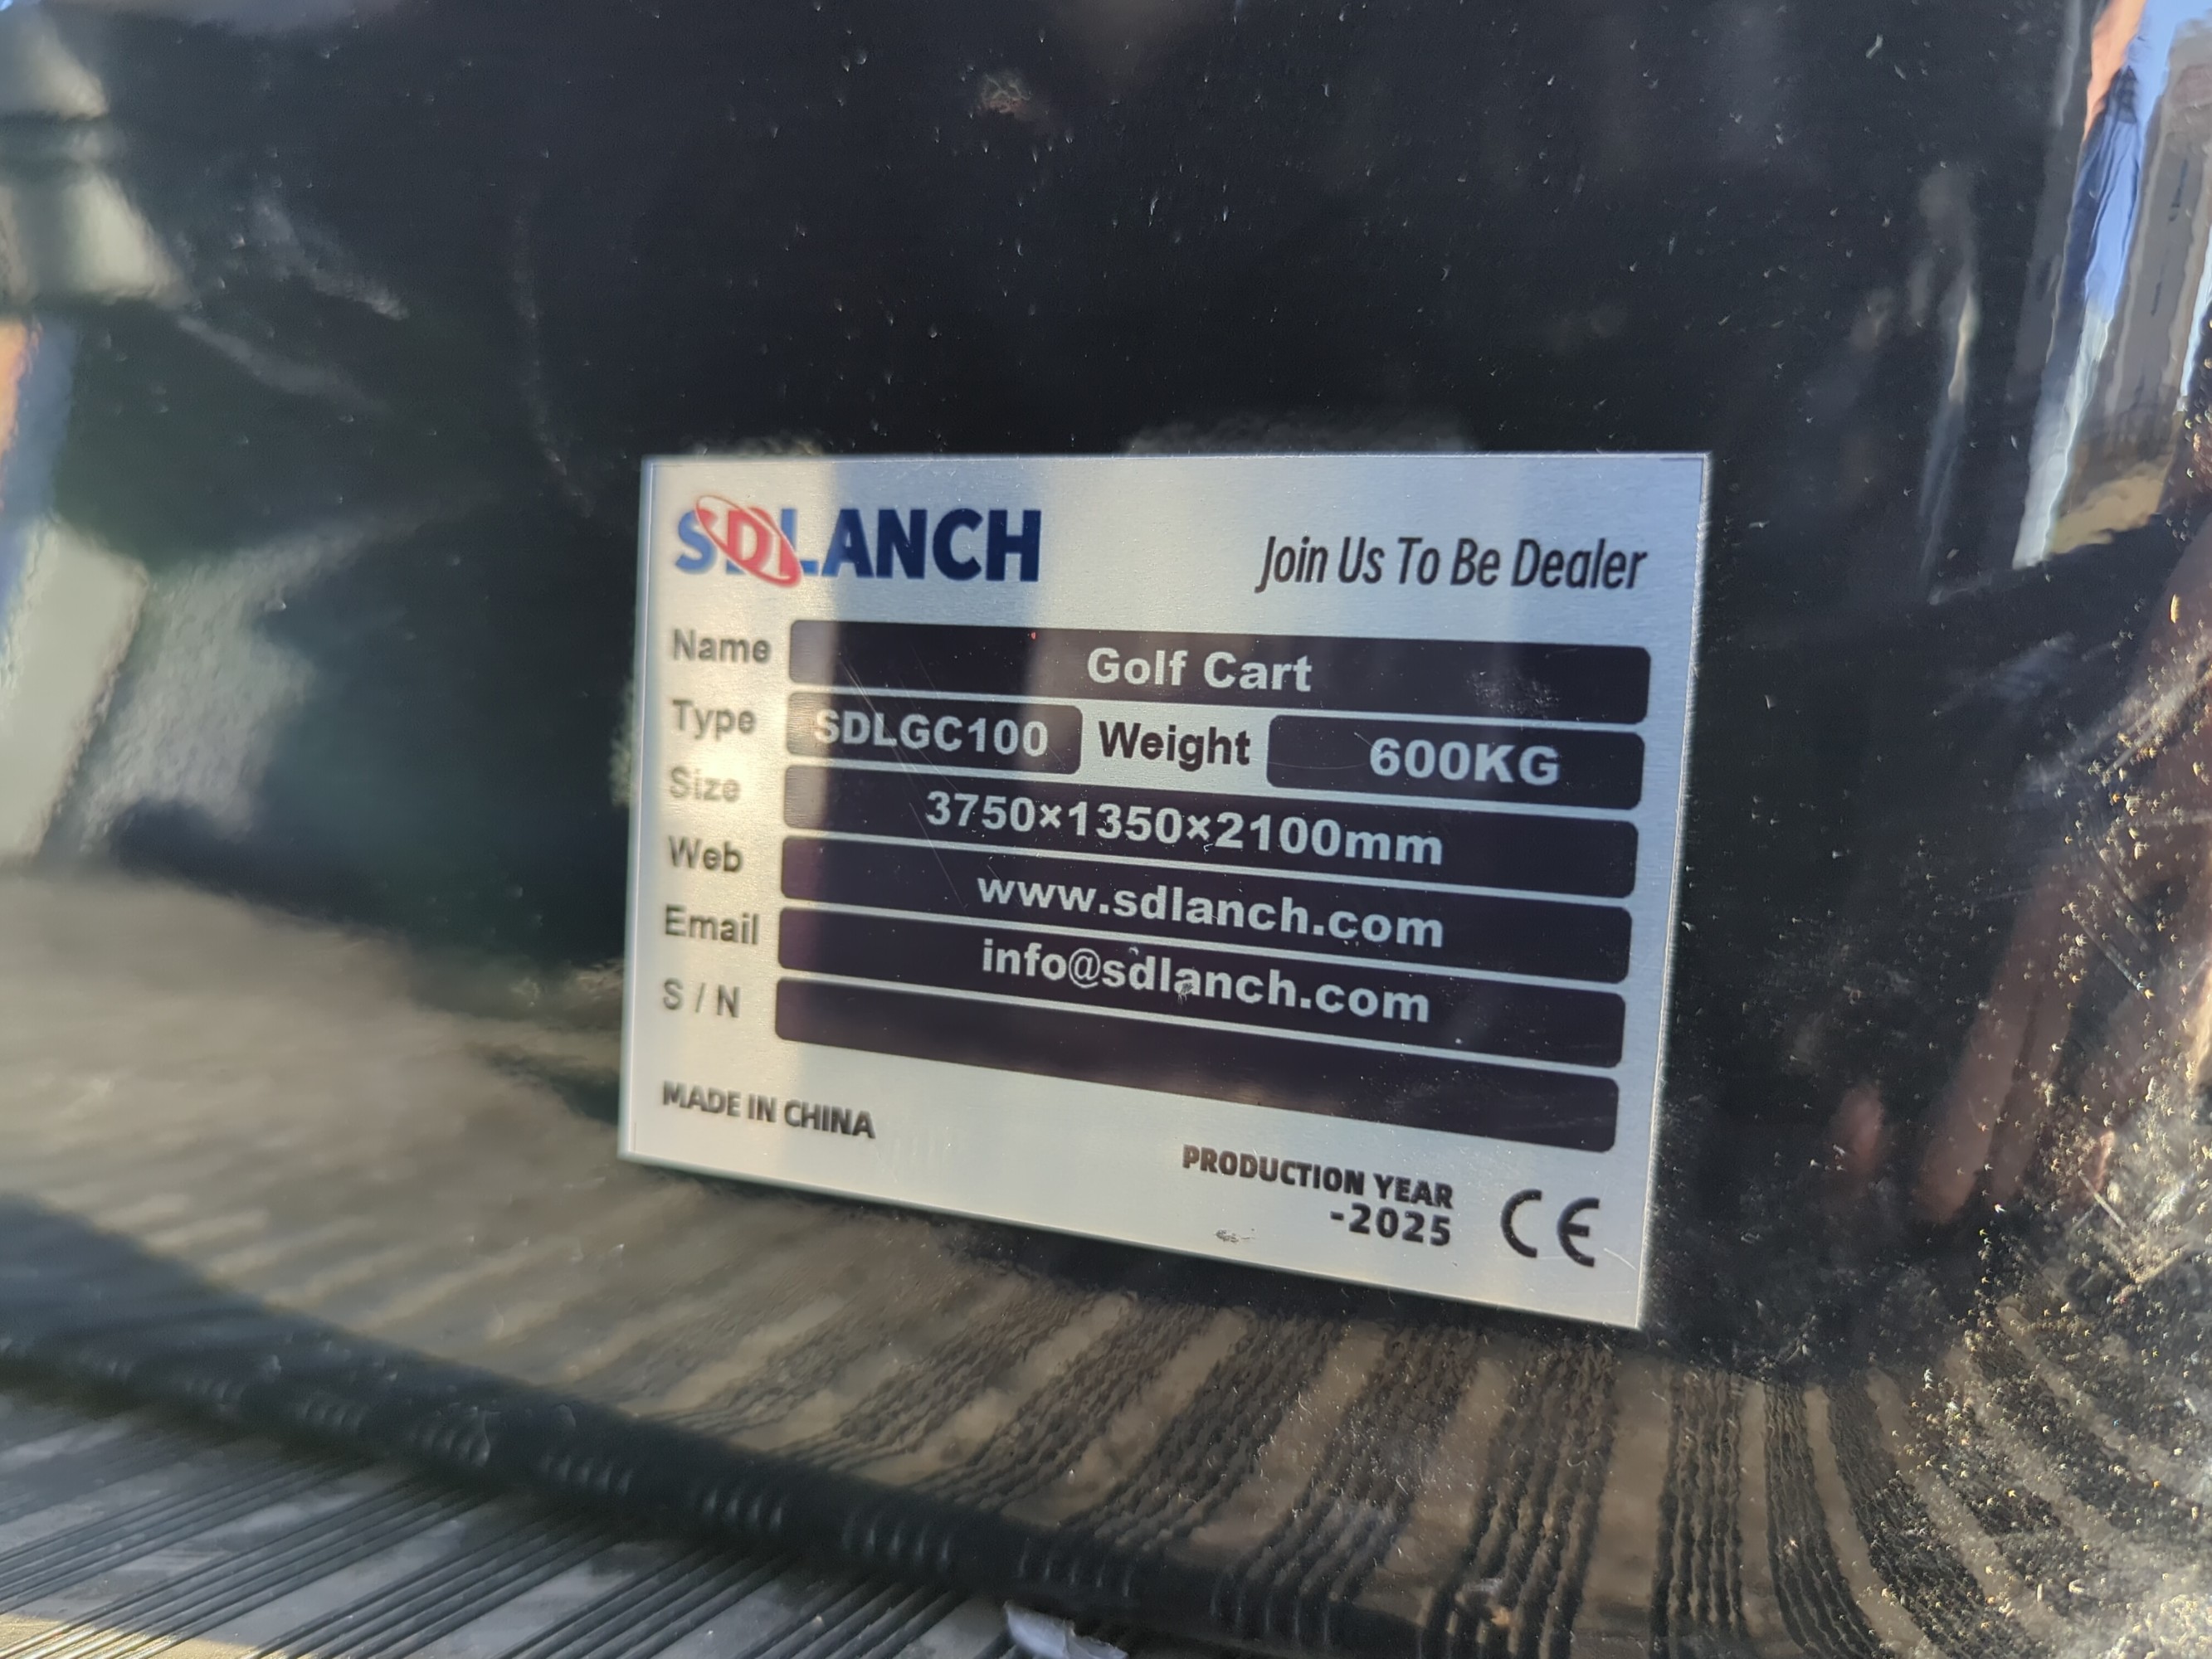 SDLANCH
Join Us To Be Dealer
Name Golf Cart
Type SDLGC100 Weight 600KG
Size 3750×1350×2100mm
Web www.sdlanch.com
Email info@sdlanch.com
S / N
MADE IN CHINA
PRODUCTION YEAR
-2025
CE